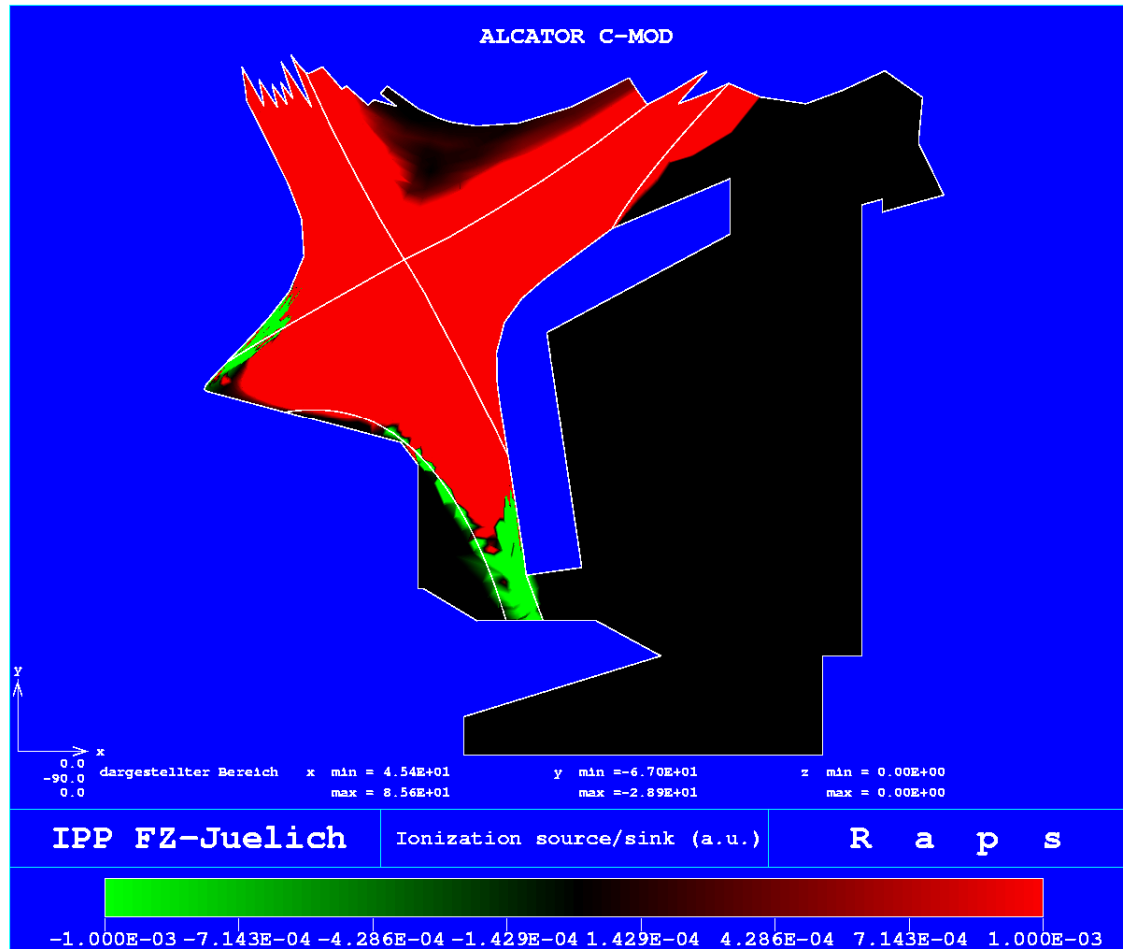 ALCATOR C-MOD
y
x
0.0
-90.0
0.0
dargestellter Bereich x min = 4.54E+01 y min =-6.70E+01 z min = 0.00E+00
max = 8.56E+01 max =-2.89E+01 max = 0.00E+00
IPP FZ-Juelich Ionization source/sink (a.u.) R a p s
-1.000E-03 -7.143E-04 -4.286E-04 -1.429E-04 1.429E-04 4.286E-04 7.143E-04 1.000E-03